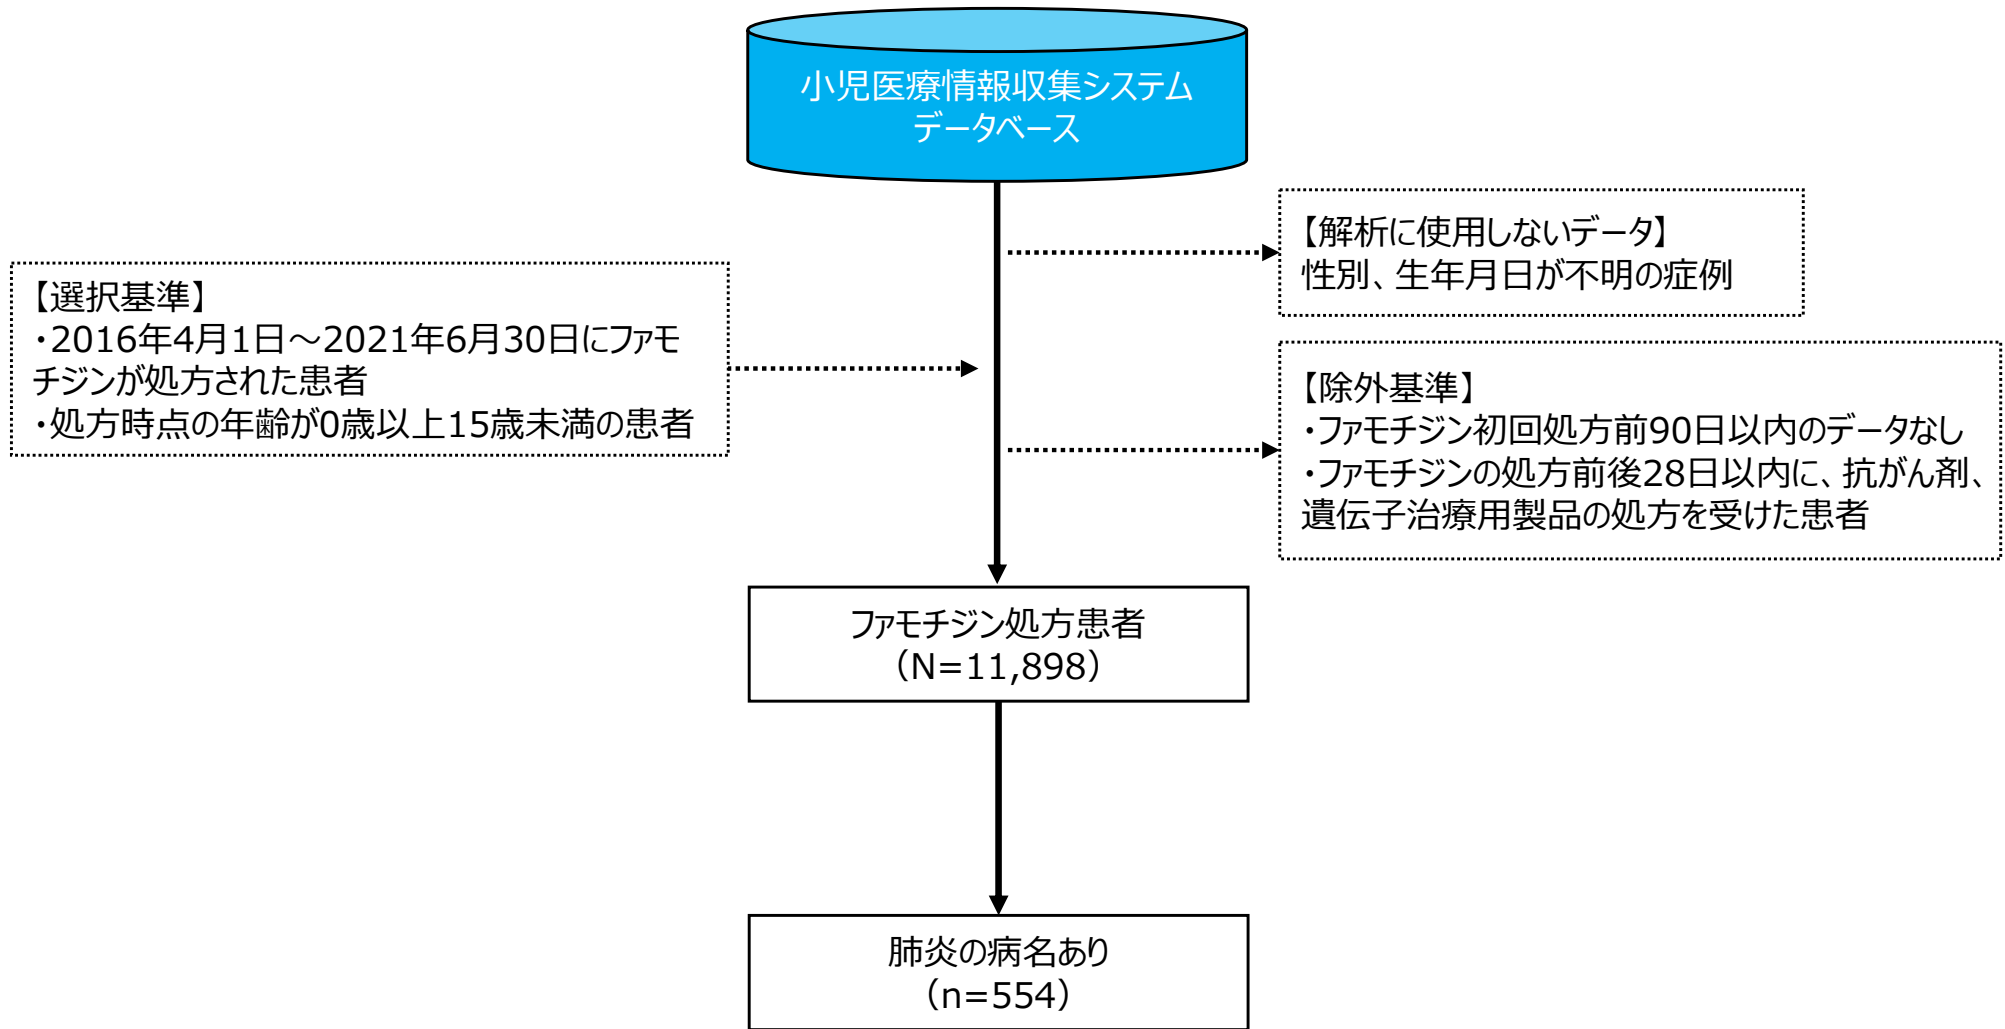 小児医療情報収集システム
データベース
【解析に使用しないデータ】
性別、生年月日が不明の症例
【選択基準】
・2016年4月1日～2021年6月30日にファモ
チジンが処方された患者
・処方時点の年齢が0歳以上15歳未満の患者
【除外基準】
・ファモチジン初回処方前90日以内のデータなし
・ファモチジンの処方前後28日以内に、抗がん剤、
遺伝子治療用製品の処方を受けた患者
ファモチジン処方患者
（N=11,898）
肺炎の病名あり
（n=554）